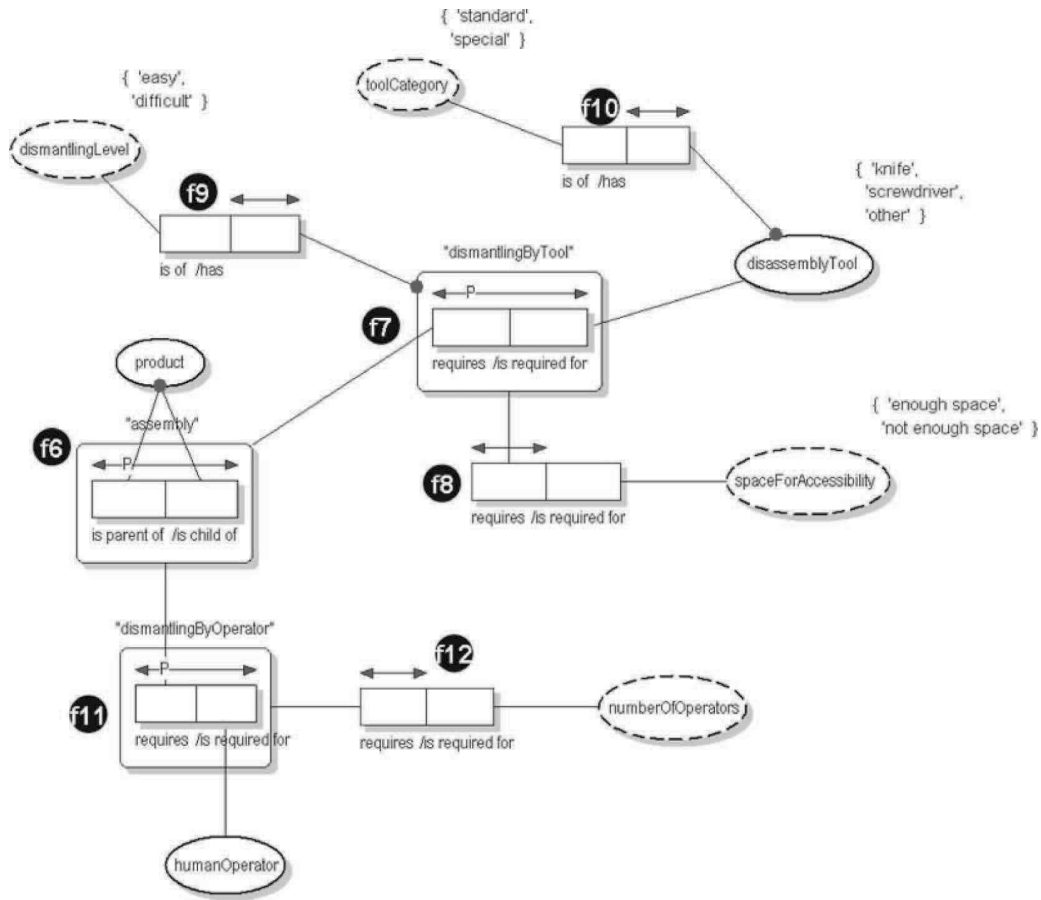 { 'standard',
'special' }
toolCategory
{ 'easy',
'difficult' }
dismantlingLevel
f10
is of /has
f9
is of /has
{ 'knife',
'screwdriver',
'other' }
disassemblyTool
"dismantlingByTool"
P
f7
requires /is required for
product
"assembly"
f6
P
is parent of /is child of
{ 'enough space',
'not enough space' }
f8
spaceForAccessibility
requires /is required for
"dismantlingByOperator"
P
f12
f11
numberOfOperators
requires /is required for
requires /is required for
humanOperator